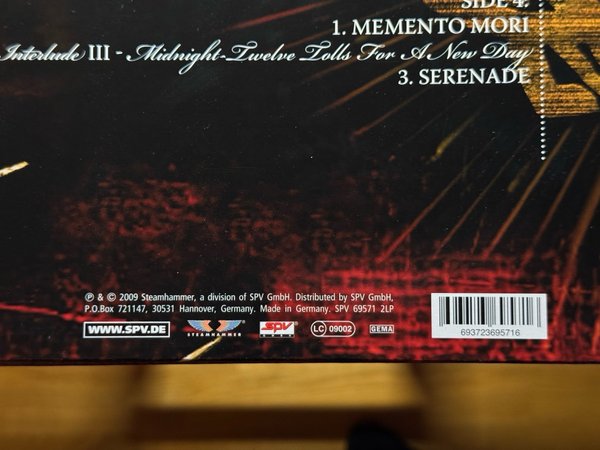 SIDE 4:
1. MEMENTO MORI
Interlude III - Midnight-Twelve Tolls For A New Day
3. SERENADE
℗ & © 2009 Steamhammer, a division of SPV GmbH. Distributed by SPV GmbH,
P.O.Box 721147, 30531 Hannover, Germany. Made in Germany. SPV 69571 2LP
WWW.SPV.DE
STEAMHAMMER
SPV
LC 09002
GEMA
693723695716